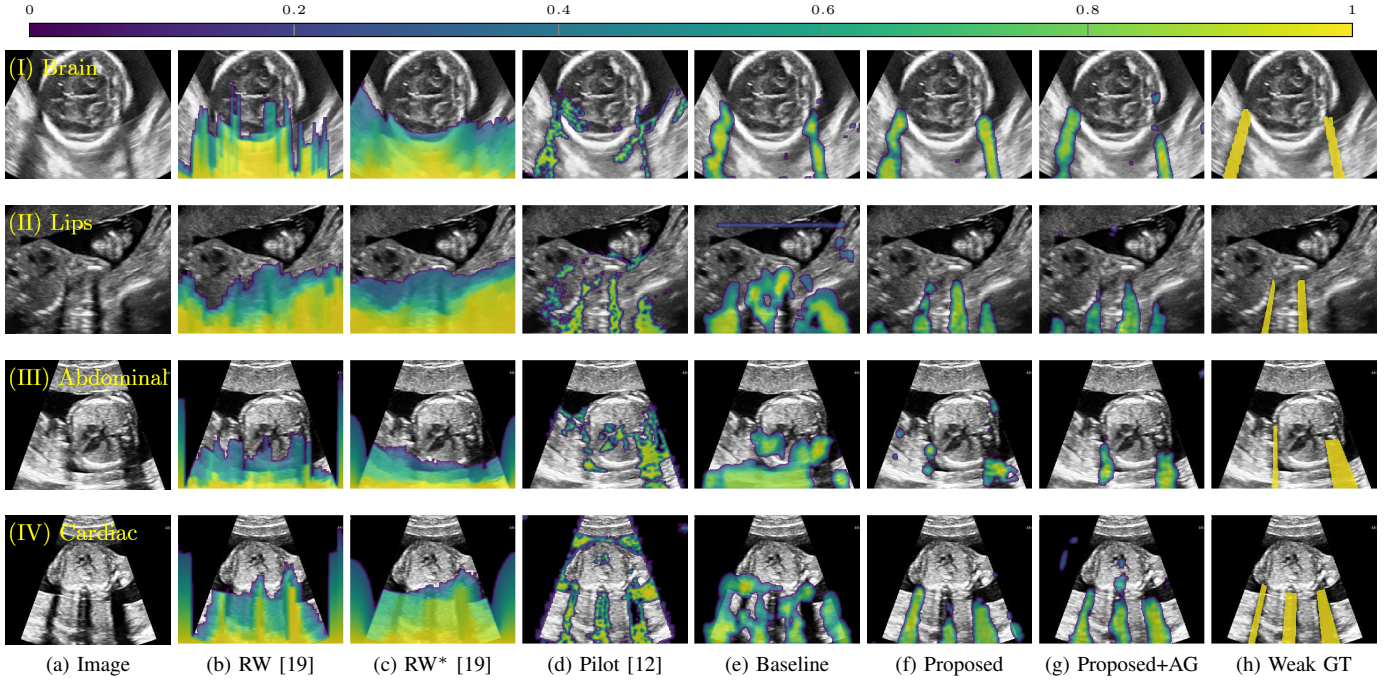 0 0.2 0.4 0.6 0.8 1
(I) Brain
(II) Lips
(III) Abdominal
(IV) Cardiac
(a) Image (b) RW [19] (c) RW* [19] (d) Pilot [12] (e) Baseline (f) Proposed (g) Proposed+AG (h) Weak GT